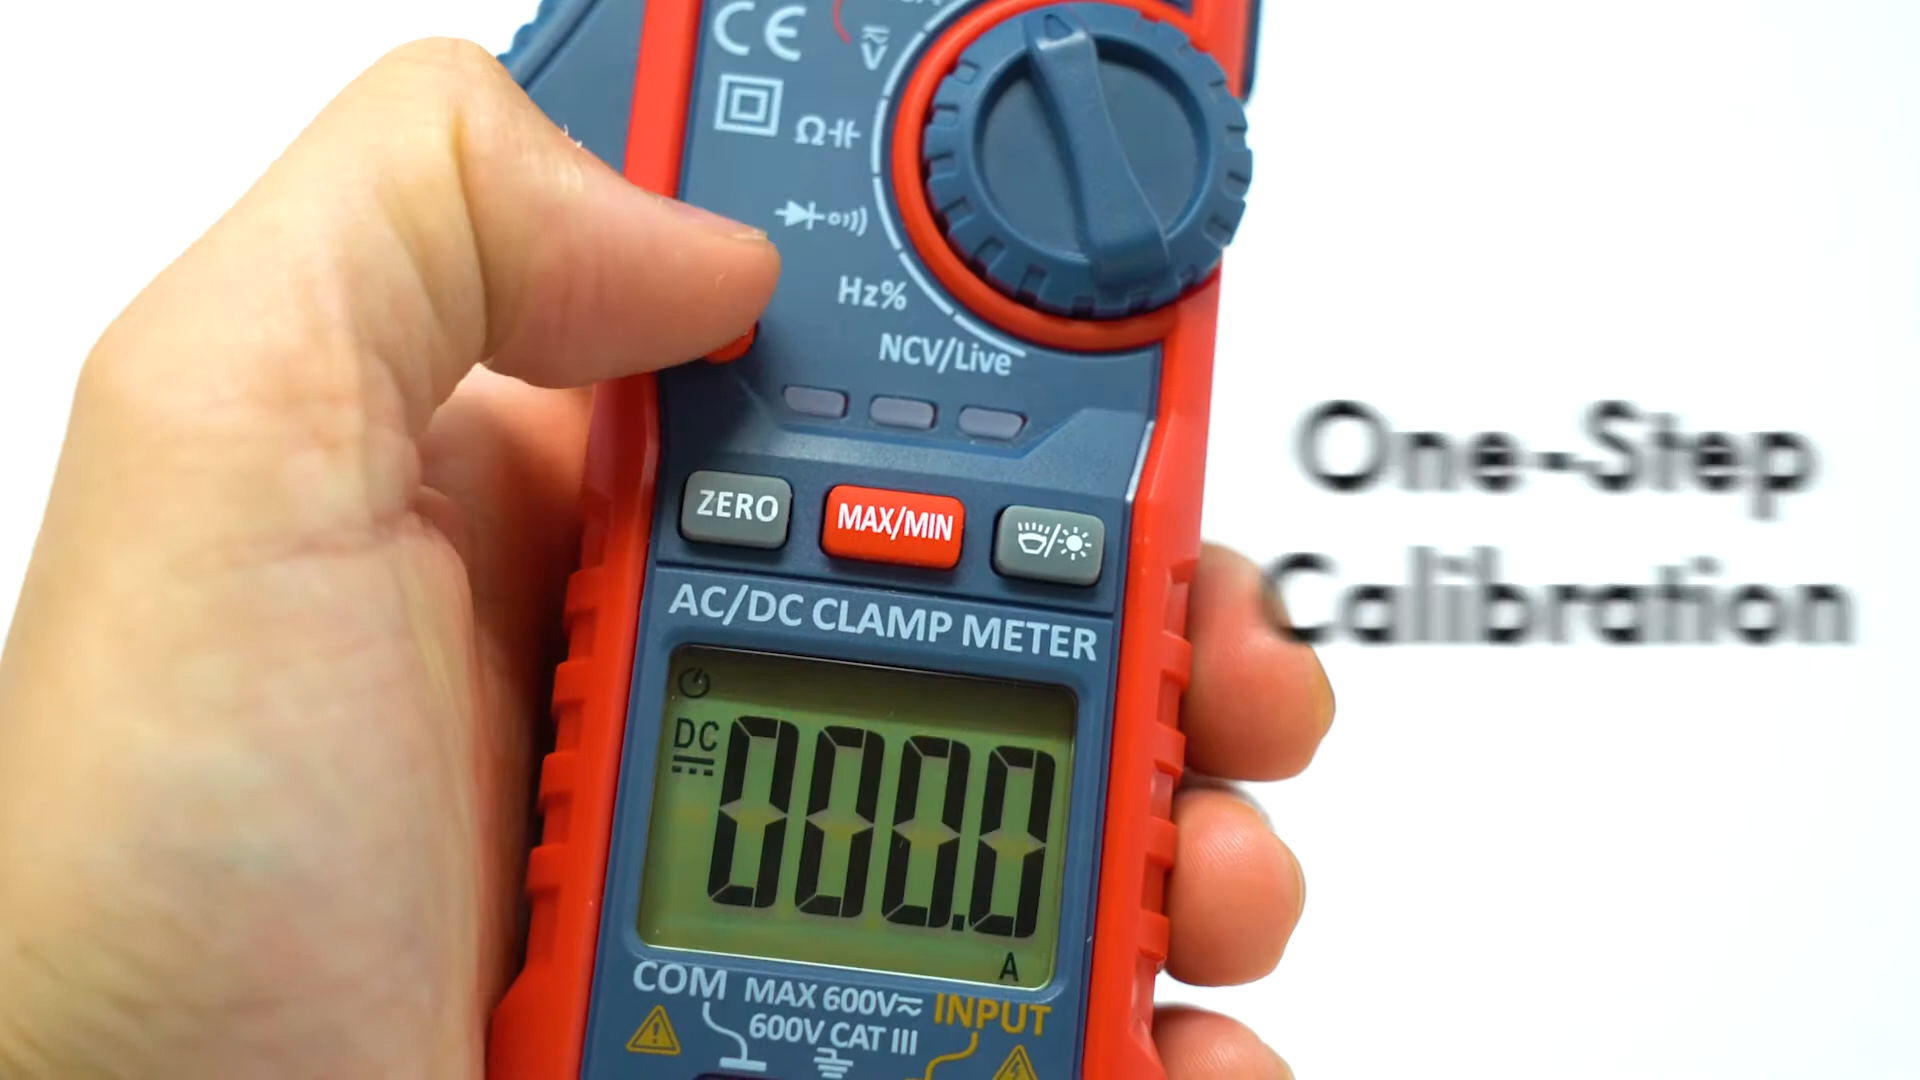 CE
V
Ω
Hz%
NCV/Live
ZERO
MAX/MIN
AC/DC CLAMP METER
DC
000.0
A
COM
MAX 600V
INPUT
600V CAT III
One-Step
Calibration